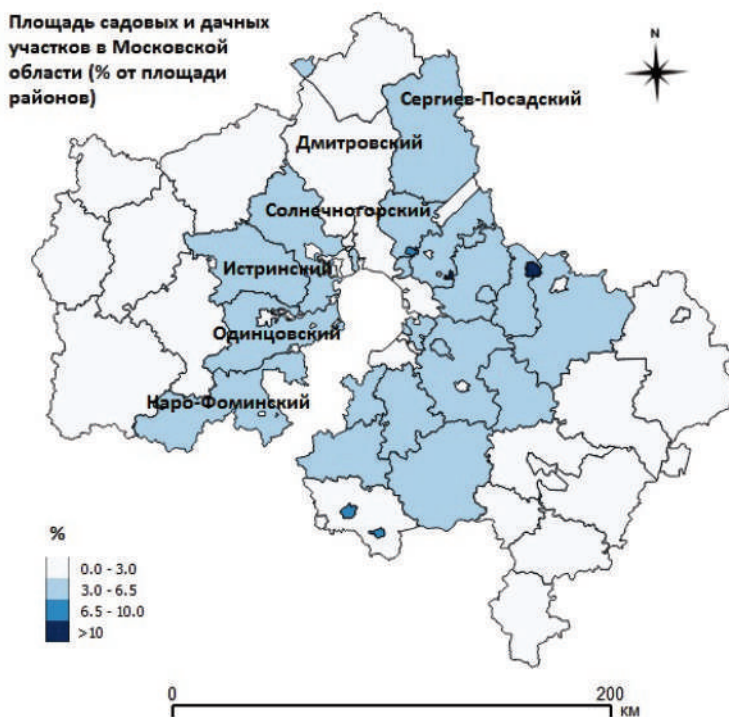 Площадь садовых и дачных
участков в Московской
области (% от площади
районов)
N
Сергиев-Посадский
Дмитровский
Солнечногорский
Истринский
Одинцовский
Наро-Фоминский
%
0.0 - 3.0
3.0 - 6.5
6.5 - 10.0
>10
0
200
км